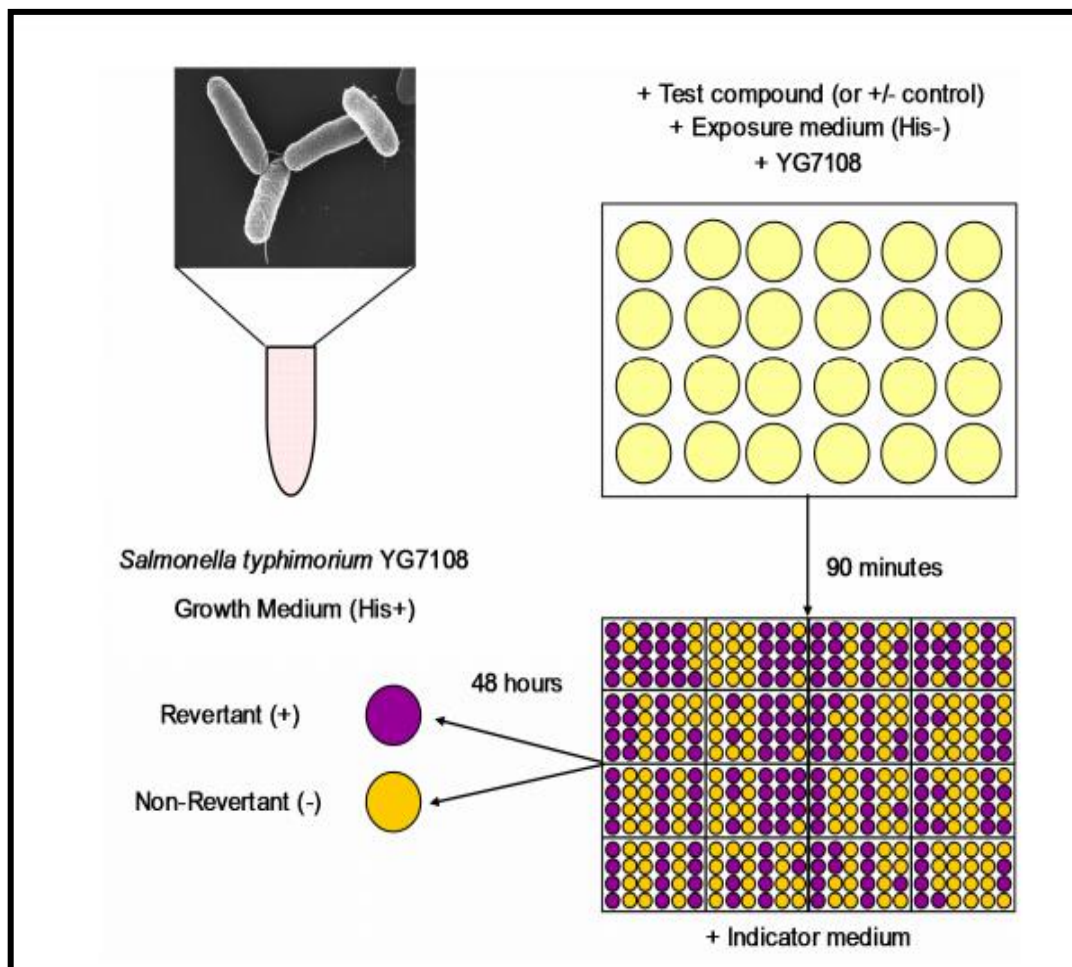 + Test compound (or +/- control)
+ Exposure medium (His-)
+ YG7108
Salmonella typhimorium YG7108
Growth Medium (His+)
90 minutes
48 hours
Revertant (+)
Non-Revertant (-)
+ Indicator medium